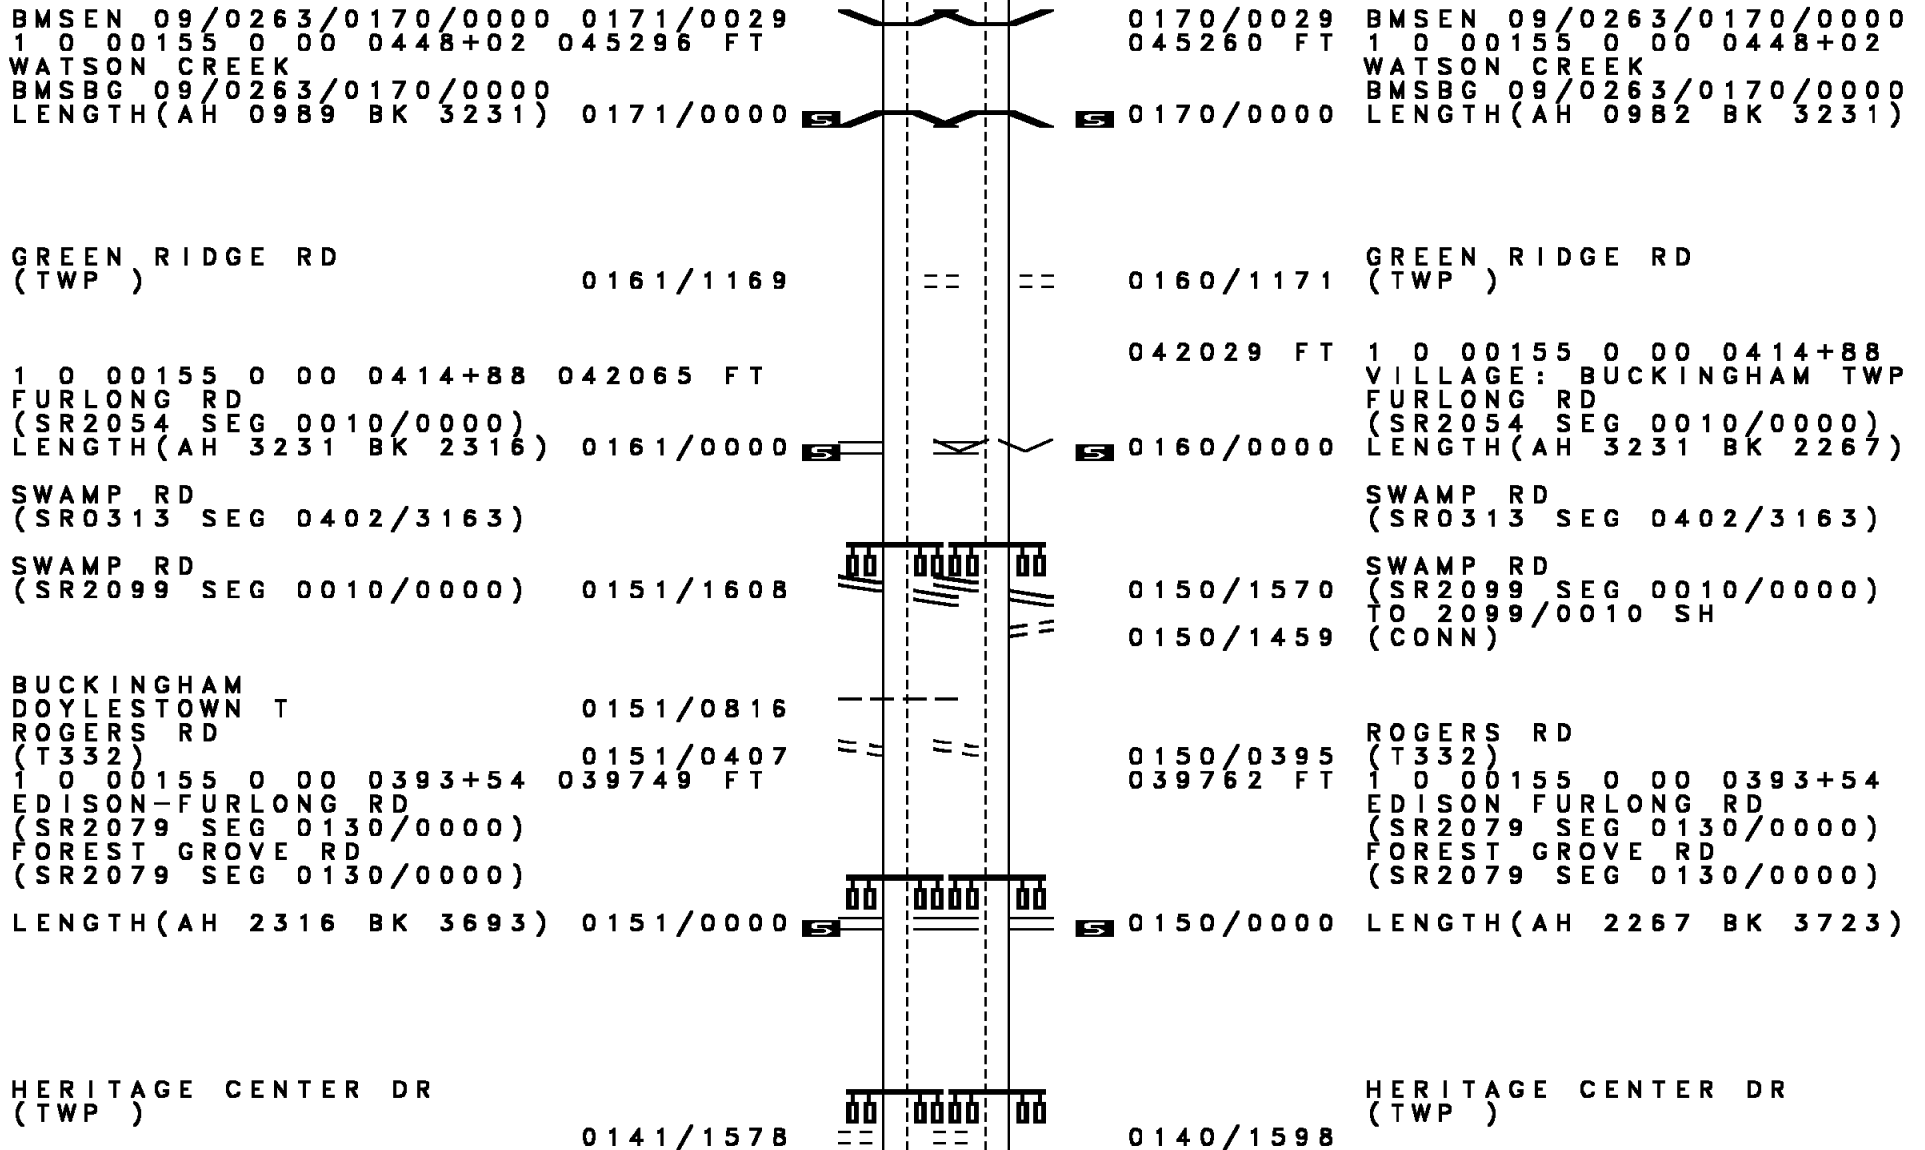 BMSEN 09/0263/0170/0000 0171/0029 0170/0029 BMSEN 09/0263/0170/0000
1 0 00155 0 00 0448+02 045296 FT 045260 FT 1 0 00155 0 00 0448+02
WATSON CREEK WATSON CREEK
BMSBG 09/0263/0170/0000 BMSBG 09/0263/0170/0000
LENGTH(AH 0989 BK 3231) 0171/0000 S S 0170/0000 LENGTH(AH 0982 BK 3231)
GREEN RIDGE RD GREEN RIDGE RD
(TWP ) 0161/1169 0160/1171 (TWP )
042029 FT 1 0 00155 0 00 0414+88
1 0 00155 0 00 0414+88 042065 FT VILLAGE: BUCKINGHAM TWP
FURLONG RD FURLONG RD
(SR2054 SEG 0010/0000) (SR2054 SEG 0010/0000)
LENGTH(AH 3231 BK 2316) 0161/0000 S S 0160/0000 LENGTH(AH 3231 BK 2267)
SWAMP RD SWAMP RD
(SR0313 SEG 0402/3163) (SR0313 SEG 0402/3163)
SWAMP RD SWAMP RD
(SR2099 SEG 0010/0000) 0151/1608 0150/1570 (SR2099 SEG 0010/0000)
TO 2099/0010 SH
0150/1459 (CONN)
BUCKINGHAM
DOYLESTOWN T 0151/0816
ROGERS RD ROGERS RD
(T332) 0151/0407 0150/0395 (T332)
1 0 00155 0 00 0393+54 039749 FT 039762 FT 1 0 00155 0 00 0393+54
EDISON-FURLONG RD EDISON FURLONG RD
(SR2079 SEG 0130/0000) (SR2079 SEG 0130/0000)
FOREST GROVE RD FOREST GROVE RD
(SR2079 SEG 0130/0000) (SR2079 SEG 0130/0000)
LENGTH(AH 2316 BK 3693) 0151/0000 S S 0150/0000 LENGTH(AH 2267 BK 3723)
HERITAGE CENTER DR HERITAGE CENTER DR
(TWP ) (TWP )
0141/1578 0140/1598